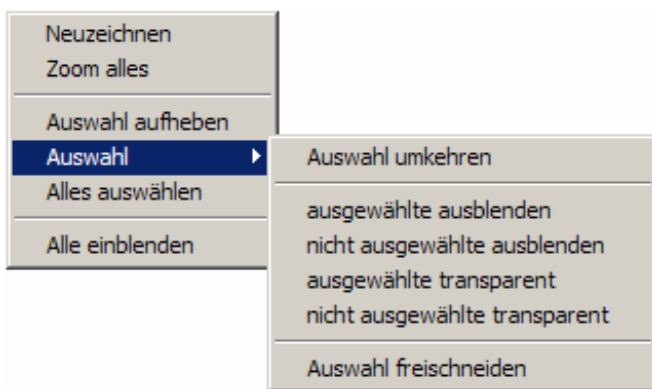 Neuzeichnen
Zoom alles
Auswahl aufheben
Auswahl
Alles auswählen
Alle einblenden
Auswahl umkehren
ausgewählte ausblenden
nicht ausgewählte ausblenden
ausgewählte transparent
nicht ausgewählte transparent
Auswahl freischneiden